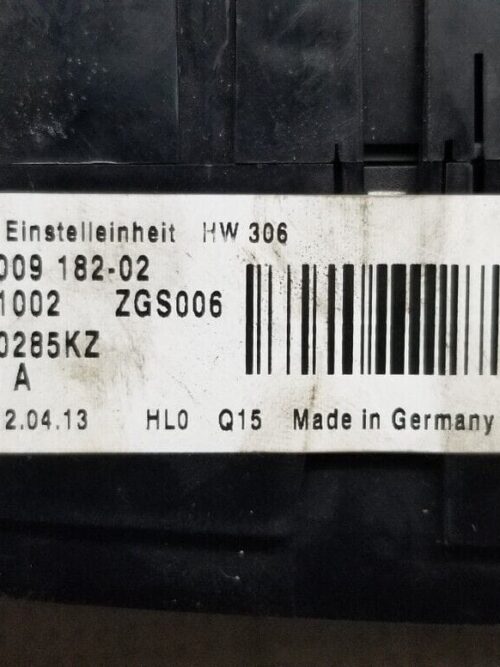 Einstelleinheit HW 306
009 182-02
1002 ZGS006
0285KZ
A
2.04.13 HL0 Q15 Made in Germany